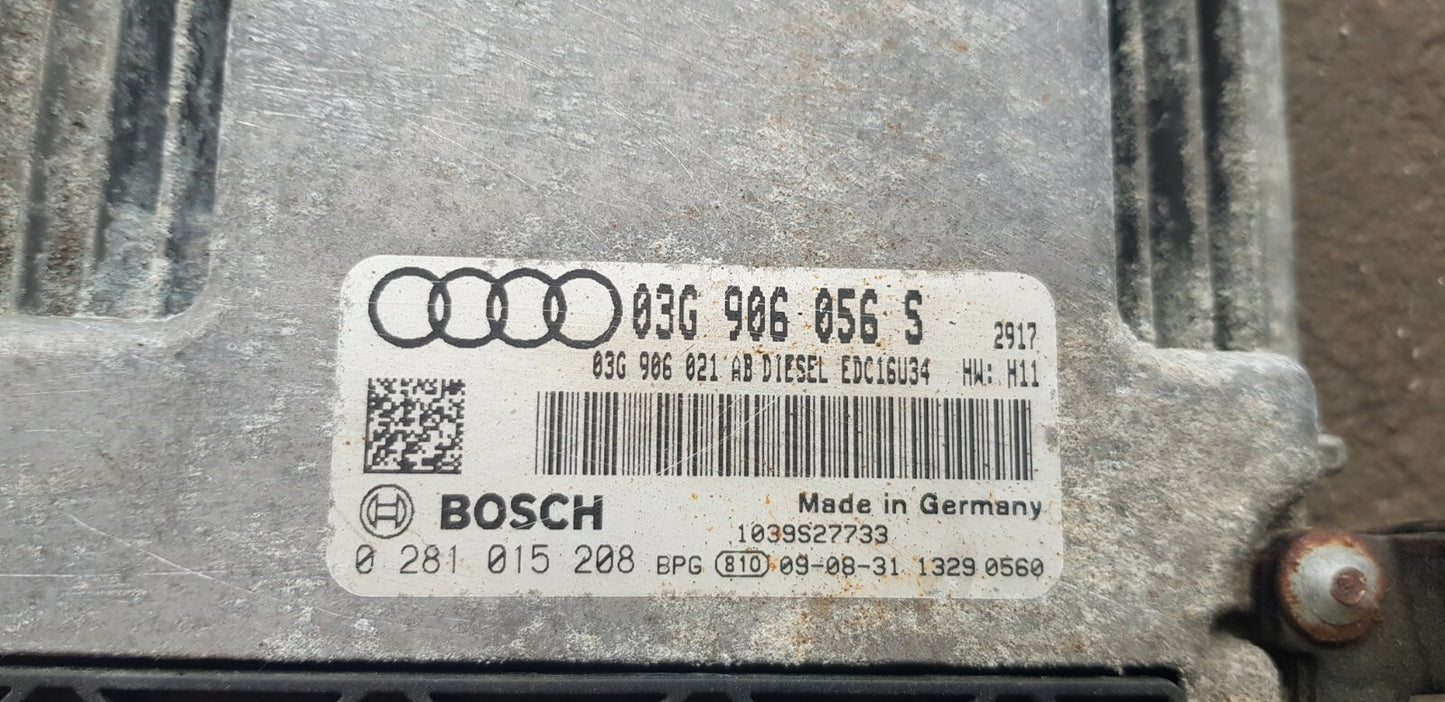 03G 906 056 S 2917
03G 906 021 AB DIESEL EDC16U34 HW: H11
BOSCH Made in Germany
1039S27733
0 281 015 208 BPG 810 09-08-31 1329 0560